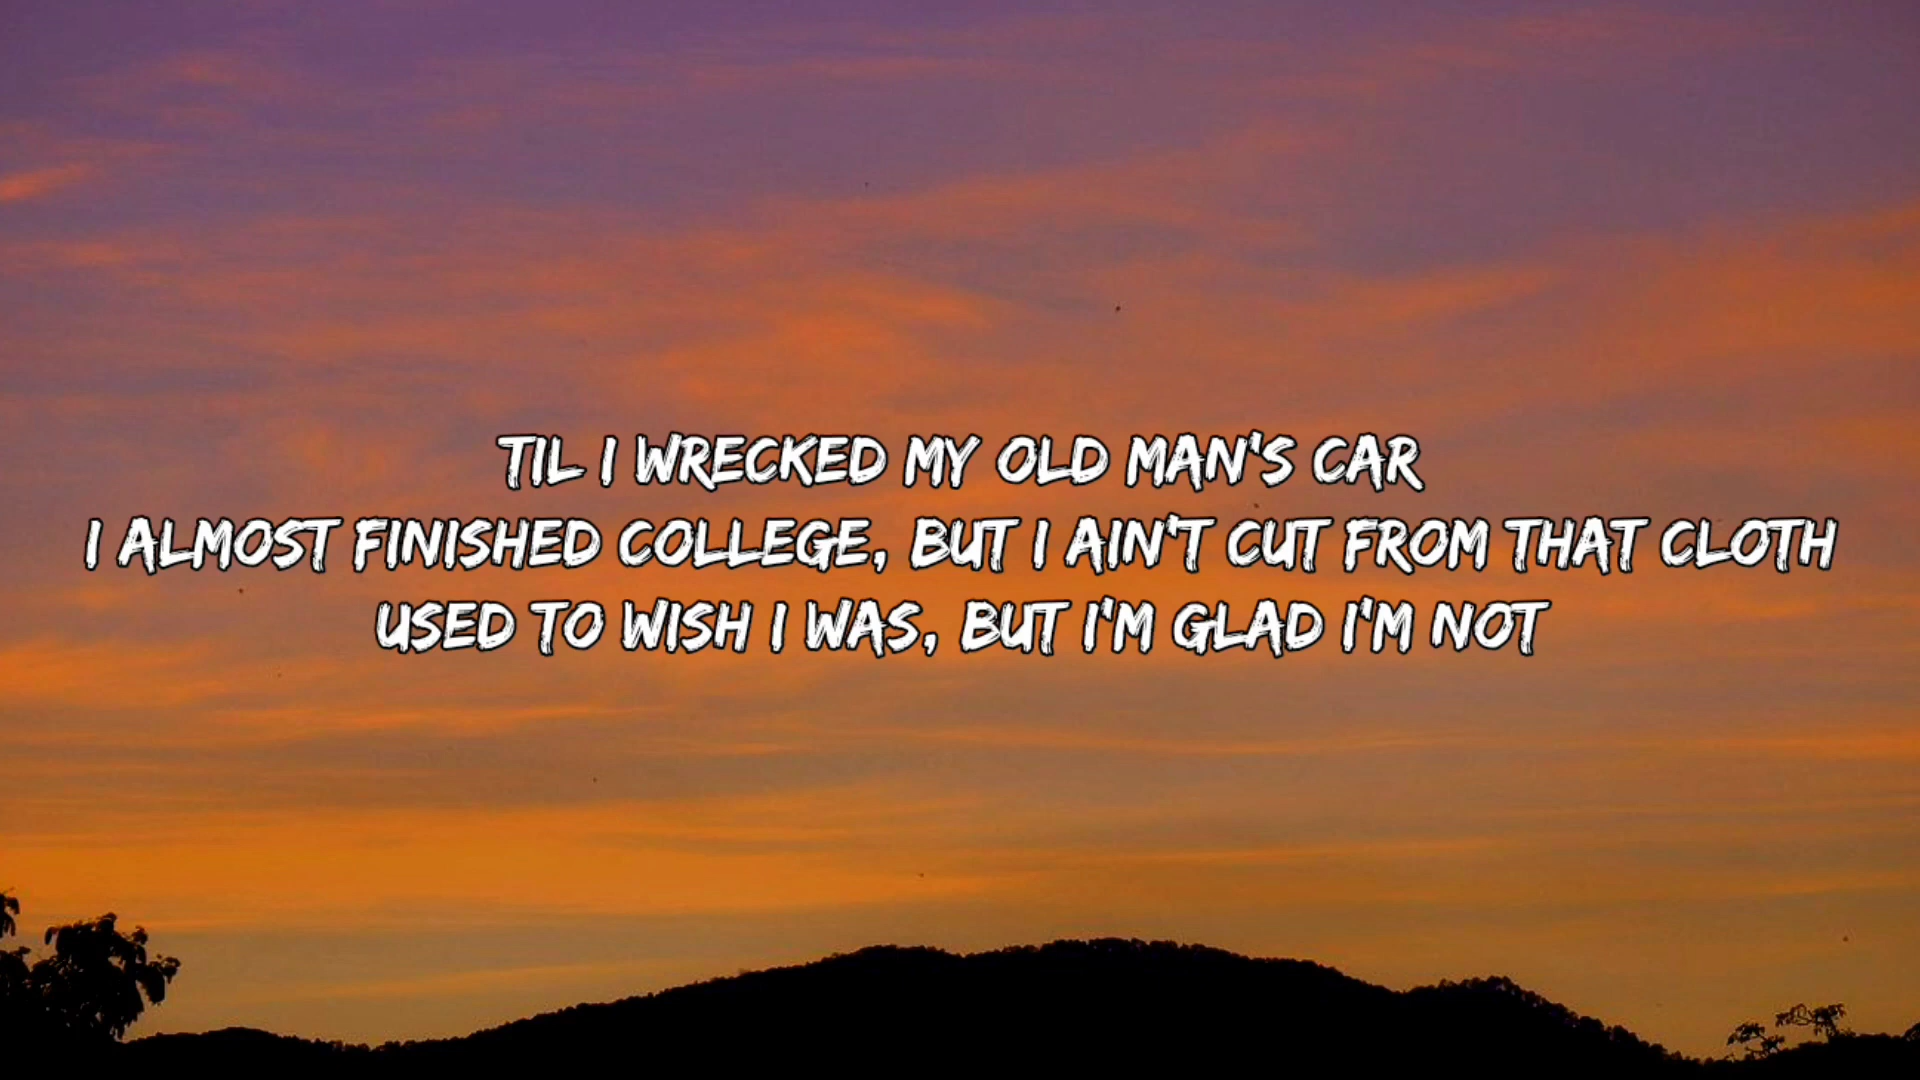 TIL I WRECKED MY OLD MAN'S CAR
I ALMOST FINISHED COLLEGE, BUT I AIN'T CUT FROM THAT CLOTH
USED TO WISH I WAS, BUT I'M GLAD I'M NOT